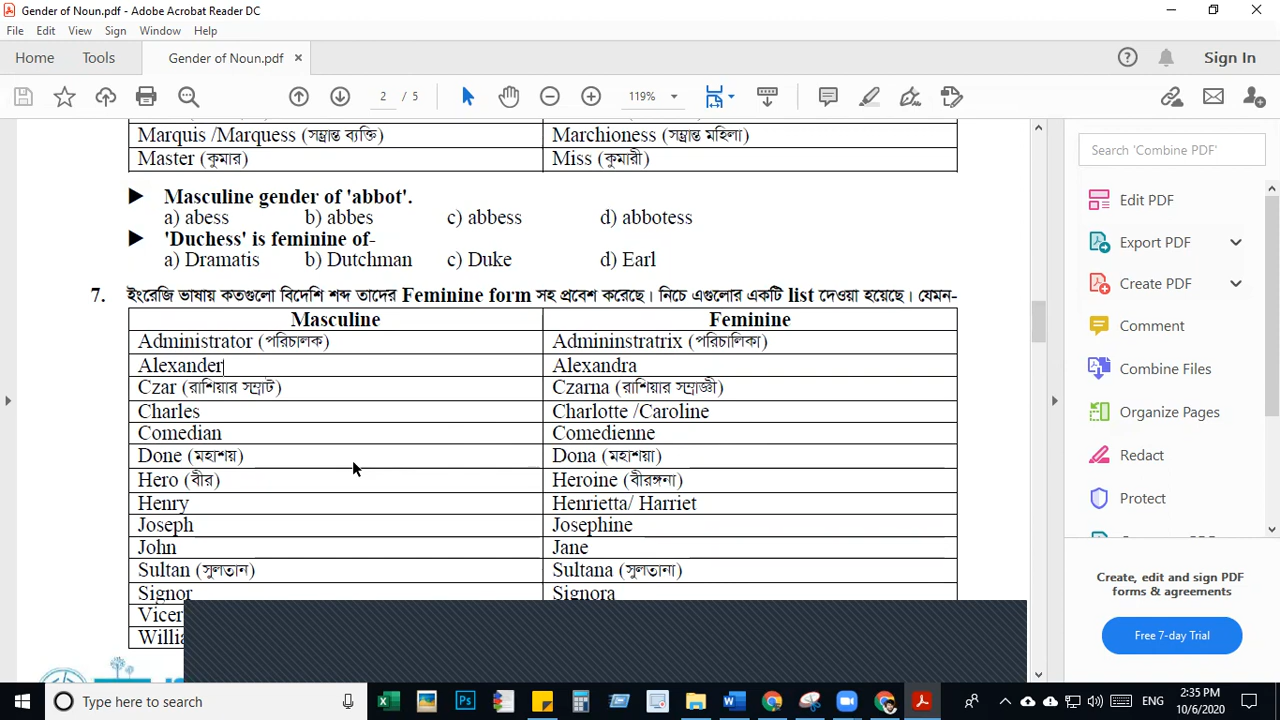 Gender of Noun.pdf - Adobe Acrobat Reader DC
File Edit View Sign Window Help
Home Tools Gender of Noun.pdf × Sign In
2 / 5 119%
Marquis /Marquess (সম্ভ্রান্ত ব্যক্তি) Marchioness (সম্ভ্রান্ত মহিলা)
Master (কুমার) Miss (কুমারী)
Search 'Combine PDF'
Masculine gender of 'abbot'.
a) abess b) abbes c) abbess d) abbotess
'Duchess' is feminine of-
a) Dramatis b) Dutchman c) Duke d) Earl
7. ইংরেজি ভাষায় কতগুলো বিদেশি শব্দ তাদের Feminine form সহ প্রবেশ করেছে। নিচে এগুলোর একটি list দেওয়া হয়েছে। যেমন-
Masculine Feminine
Administrator (পরিচালক) Admininstratrix (পরিচালিকা)
Alexander Alexandra
Czar (রাশিয়ার সম্রাট) Czarna (রাশিয়ার সম্রাজ্ঞী)
Charles Charlotte /Caroline
Comedian Comedienne
Done (মহাশয়) Dona (মহাশয়া)
Hero (বীর) Heroine (বীরঙ্গনা)
Henry Henrietta/ Harriet
Joseph Josephine
John Jane
Sultan (সুলতান) Sultana (সুলতানা)
Signor Signora
Edit PDF
Export PDF
Create PDF
Comment
Combine Files
Organize Pages
Redact
Protect
Create, edit and sign PDF
forms & agreements
Free 7-day Trial
Type here to search
ENG
2:35 PM
10/6/2020